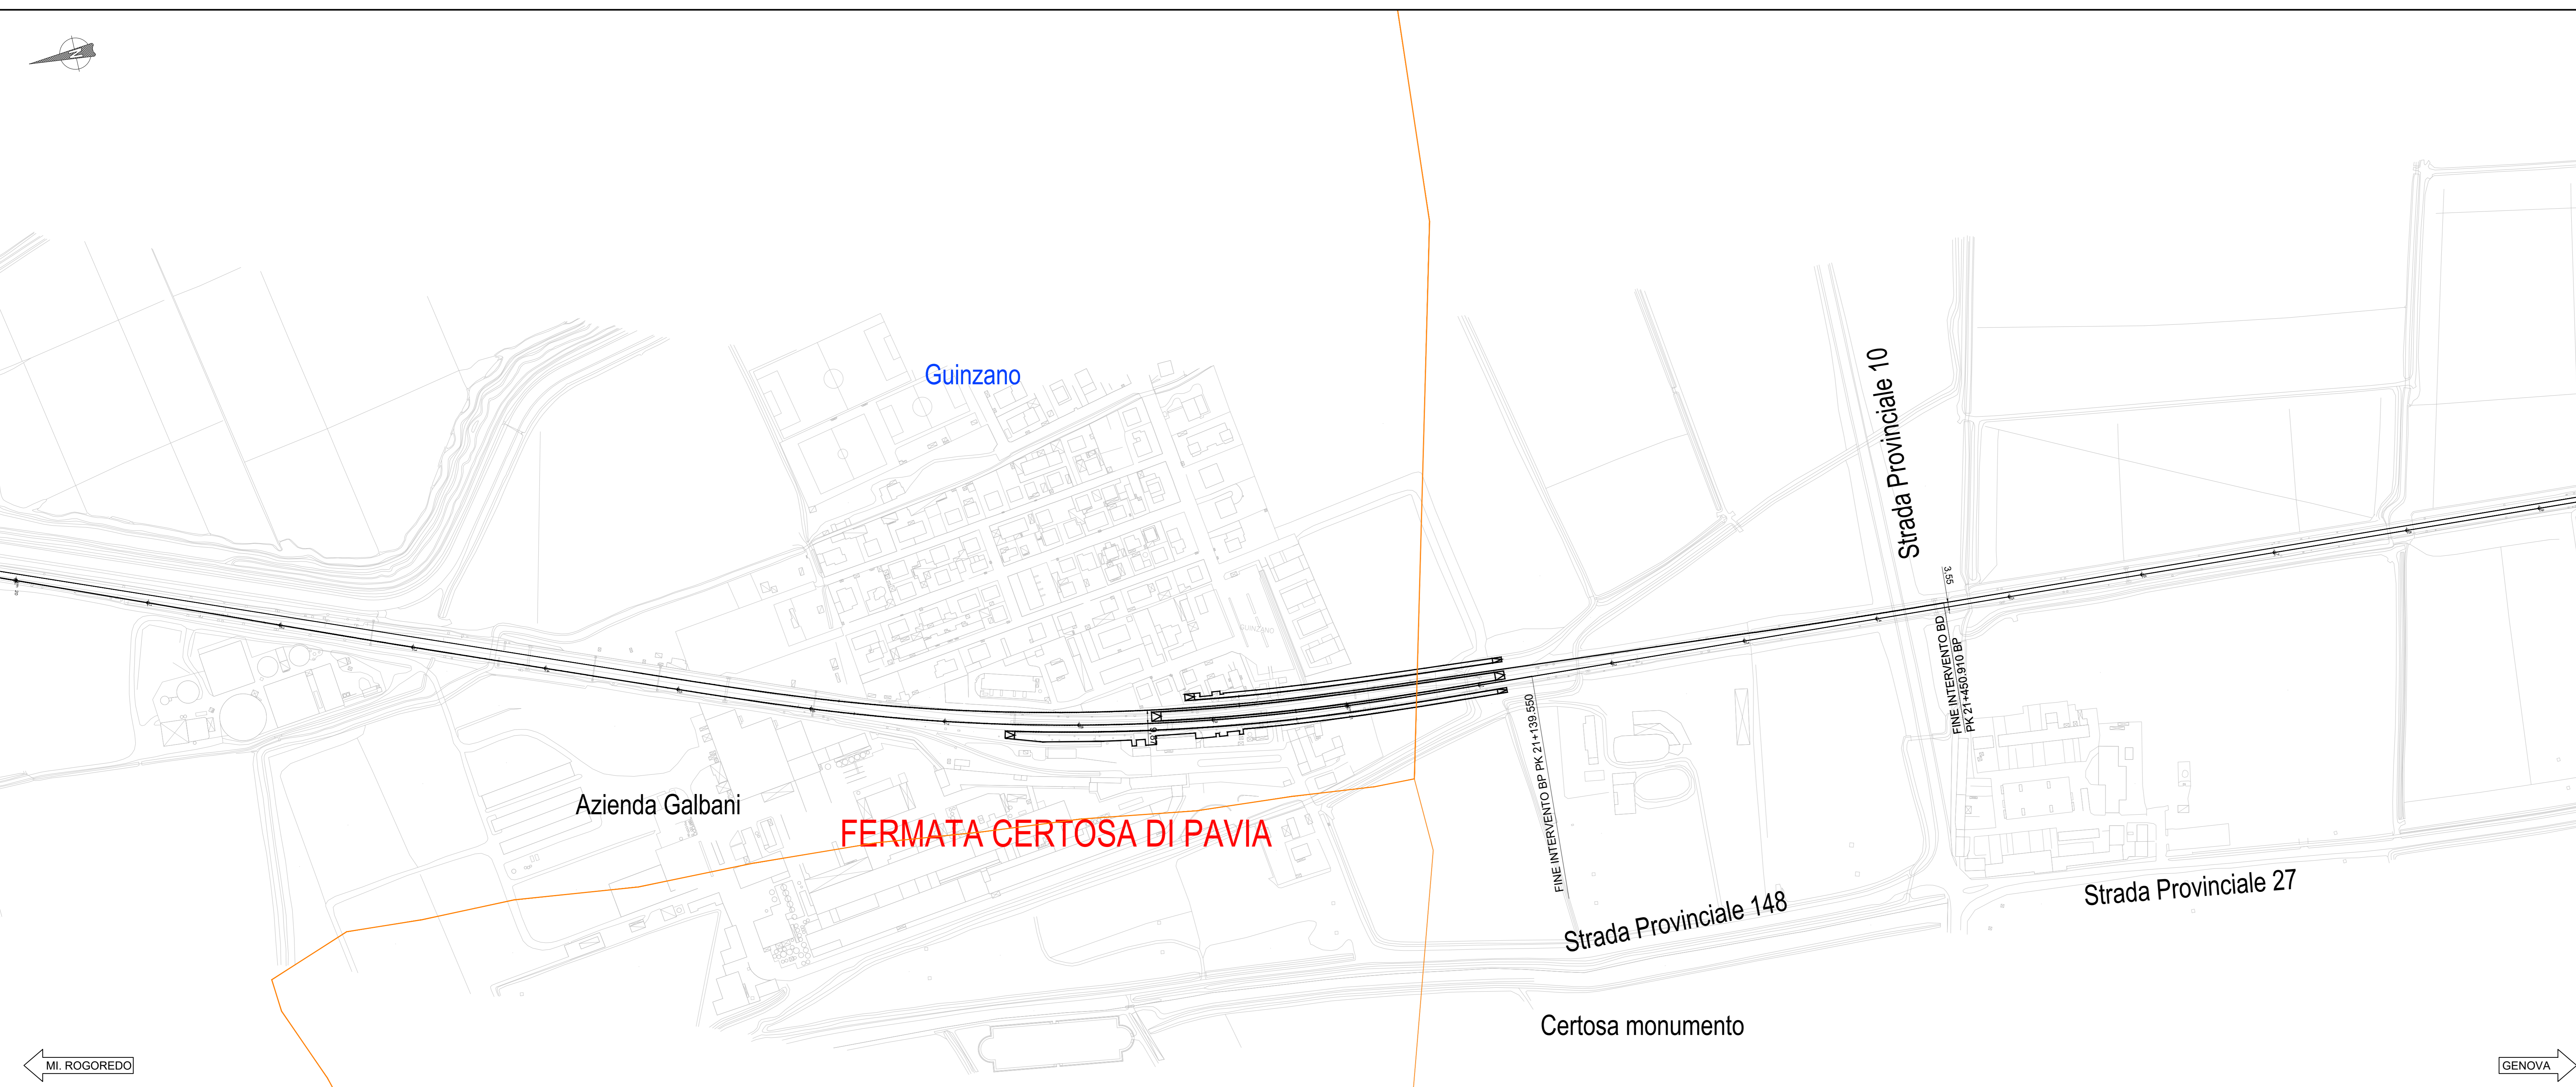 N
Guinzano
Strada Provinciale 10
3.55
GUINZANO
FINE INTERVENTO BD
PK 21+450.910 BP
FINE INTERVENTO BP PK 21+139.550
Azienda Galbani
FERMATA CERTOSA DI PAVIA
Strada Provinciale 27
Strada Provinciale 148
Certosa monumento
MI. ROGOREDO
GENOVA